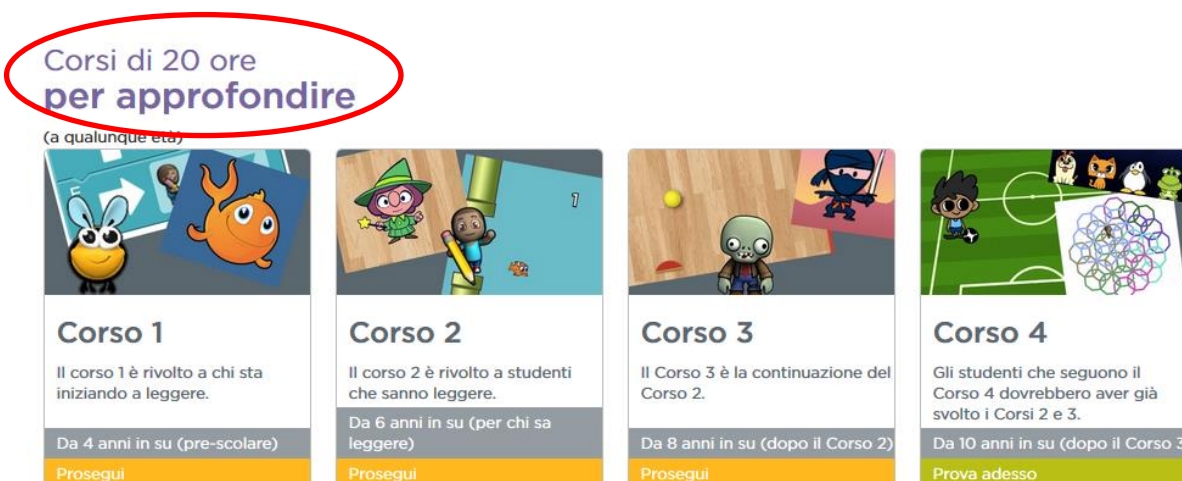 Corsi di 20 ore
per approfondire
(a qualunque età)
1
Corso 1
Il corso 1 è rivolto a chi sta
iniziando a leggere.
Da 4 anni in su (pre-scolare)
Prosegui
Corso 2
Il corso 2 è rivolto a studenti
che sanno leggere.
Da 6 anni in su (per chi sa
leggere)
Prosegui
Corso 3
Il Corso 3 è la continuazione del
Corso 2.
Da 8 anni in su (dopo il Corso 2)
Prosegui
Corso 4
Gli studenti che seguono il
Corso 4 dovrebbero aver già
svolto i Corsi 2 e 3.
Da 10 anni in su (dopo il Corso 3
Prova adesso